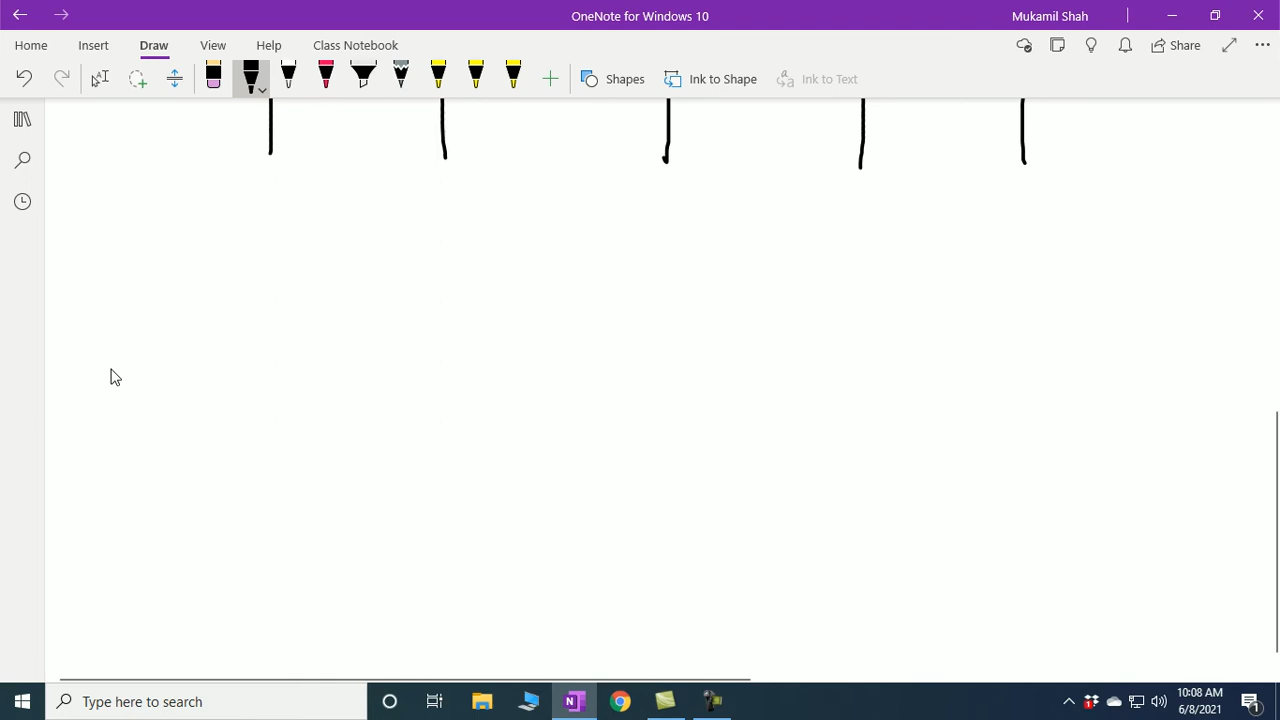 OneNote for Windows 10
Mukamil Shah
Home Insert Draw View Help Class Notebook
Share
Shapes Ink to Shape Ink to Text
Type here to search
N
10:08 AM
6/8/2021
1